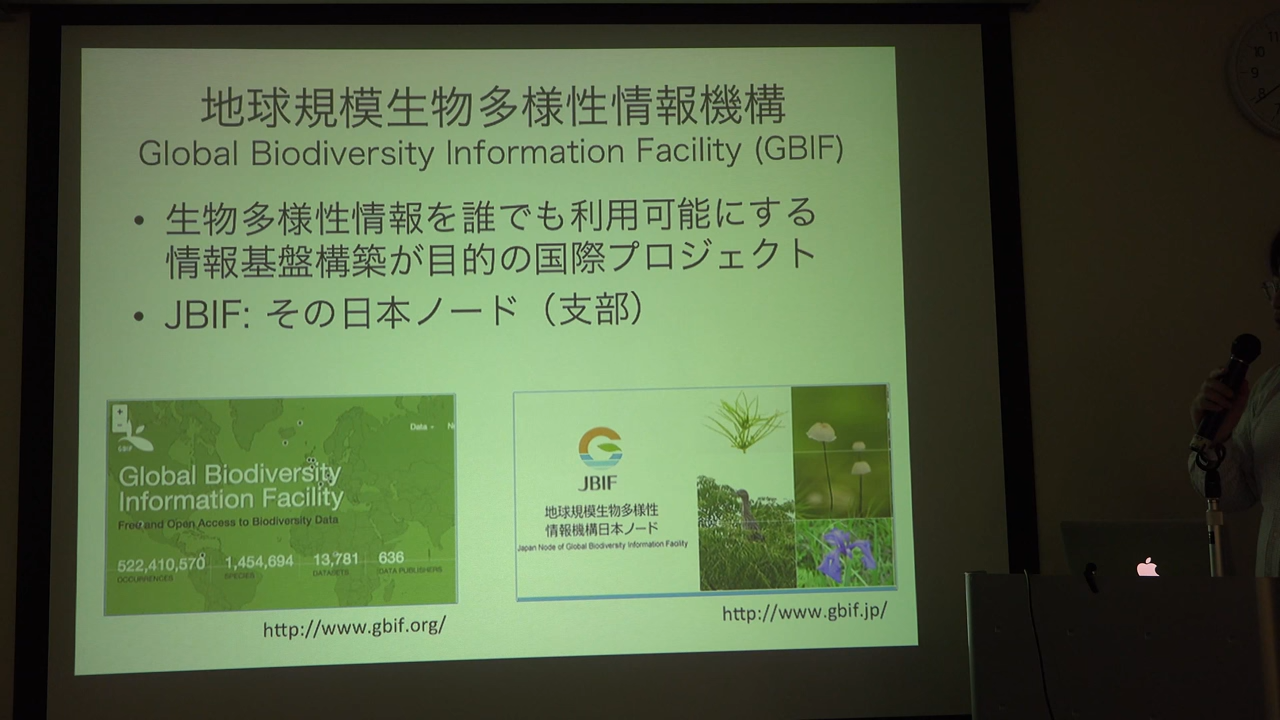 地球規模生物多様性情報機構
Global Biodiversity Information Facility (GBIF)
• 生物多様性情報を誰でも利用可能にする
情報基盤構築が目的の国際プロジェクト
• JBIF: その日本ノード（支部）
GBIF
Data
Global Biodiversity
Information Facility
Free and Open Access to Biodiversity Data
522,410,570 1,454,694 13,781 636
OCCURRENCES SPECIES DATASETS DATA PUBLISHERS
http://www.gbif.org/
JBIF
地球規模生物多様性
情報機構日本ノード
Japan Node of Global Biodiversity Information Facility
http://www.gbif.jp/
10
9
8